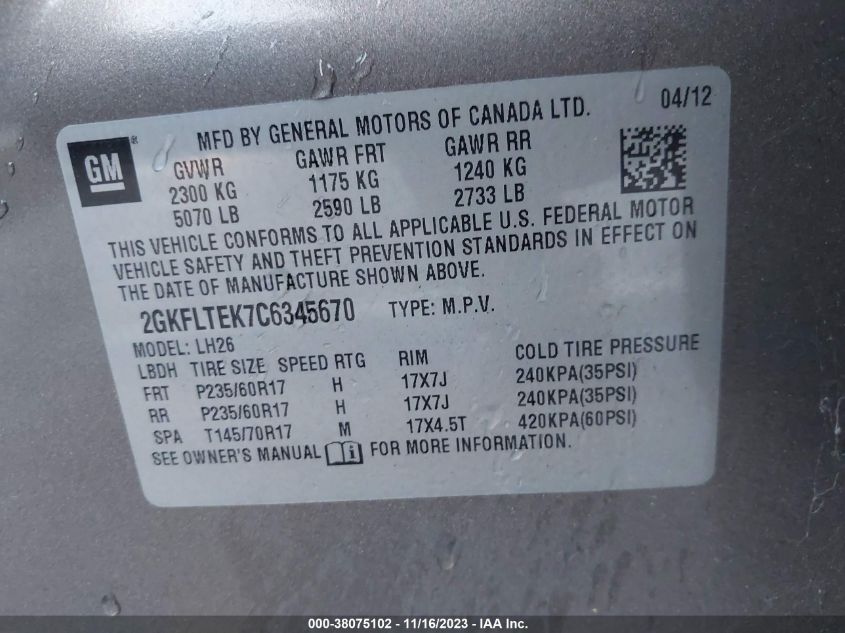 GM®
MFD BY GENERAL MOTORS OF CANADA LTD. 04/12
GVWR GAWR FRT GAWR RR
2300 KG 1175 KG 1240 KG
5070 LB 2590 LB 2733 LB
THIS VEHICLE CONFORMS TO ALL APPLICABLE U.S. FEDERAL MOTOR
VEHICLE SAFETY AND THEFT PREVENTION STANDARDS IN EFFECT ON
THE DATE OF MANUFACTURE SHOWN ABOVE.
2GKFLTEK7C6345670 TYPE: M.P.V.
MODEL: LH26
LBDH TIRE SIZE SPEED RTG RIM COLD TIRE PRESSURE
FRT P235/60R17 H 17X7J 240KPA(35PSI)
RR P235/60R17 H 17X7J 240KPA(35PSI)
SPA T145/70R17 M 17X4.5T 420KPA(60PSI)
SEE OWNER'S MANUAL i FOR MORE INFORMATION.
000-38075102 - 11/16/2023 - IAA Inc.